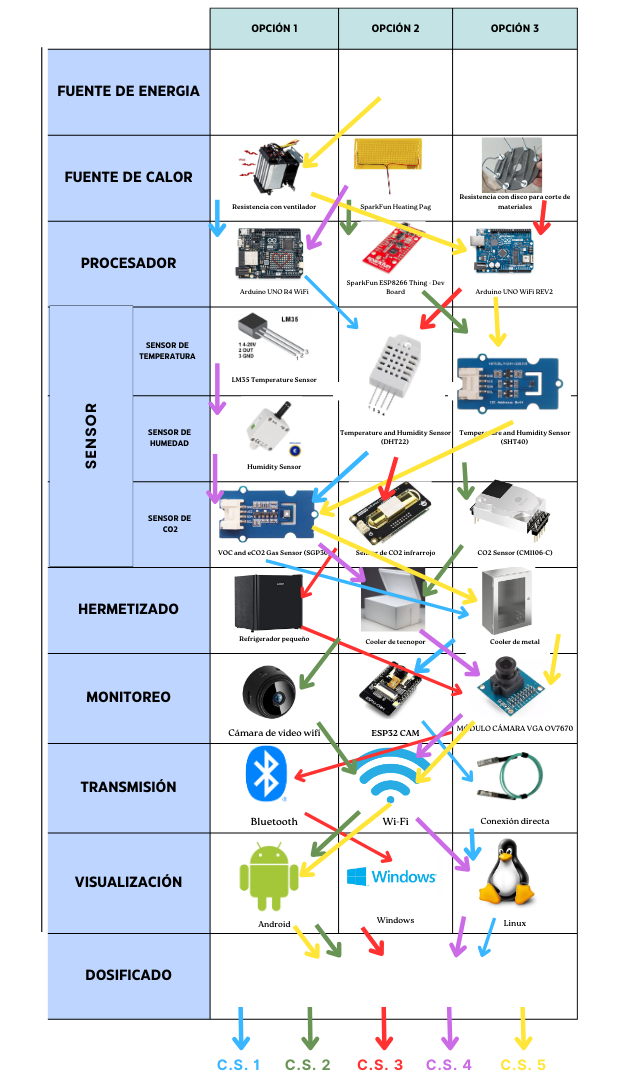 OPCIÓN 1 OPCIÓN 2 OPCIÓN 3
FUENTE DE ENERGIA
FUENTE DE CALOR
Resistencia con ventilador
SparkFun Heating Pag
Resistencia con disco para corte de
materiales
PROCESADOR
Arduino UNO R4 WiFi
SparkFun ESP8266 Thing - Dev
Board
Arduino UNO WiFi REV2
SENSOR
SENSOR DE
TEMPERATURA
LM35
1 4-20V
2 OUT
3 GND
LM35 Temperature Sensor
SENSOR DE
HUMEDAD
Humidity Sensor
Temperature and Humidity Sensor
(DHT22)
Temperature and Humidity Sensor
(SHT40)
SENSOR DE
CO2
VOC and eCO2 Gas Sensor (SGP30)
Sensor de CO2 infrarrojo
CO2 Sensor (CM1106-C)
HERMETIZADO
Refrigerador pequeño
Cooler de tecnopor
Cooler de metal
MONITOREO
Cámara de video wifi
ESP32 CAM
MÓDULO CÁMARA VGA OV7670
TRANSMISIÓN
Bluetooth
Wi-Fi
Conexión directa
VISUALIZACIÓN
Android
Windows
Windows
Linux
DOSIFICADO
C.S. 1 C.S. 2 C.S. 3 C.S. 4 C.S. 5